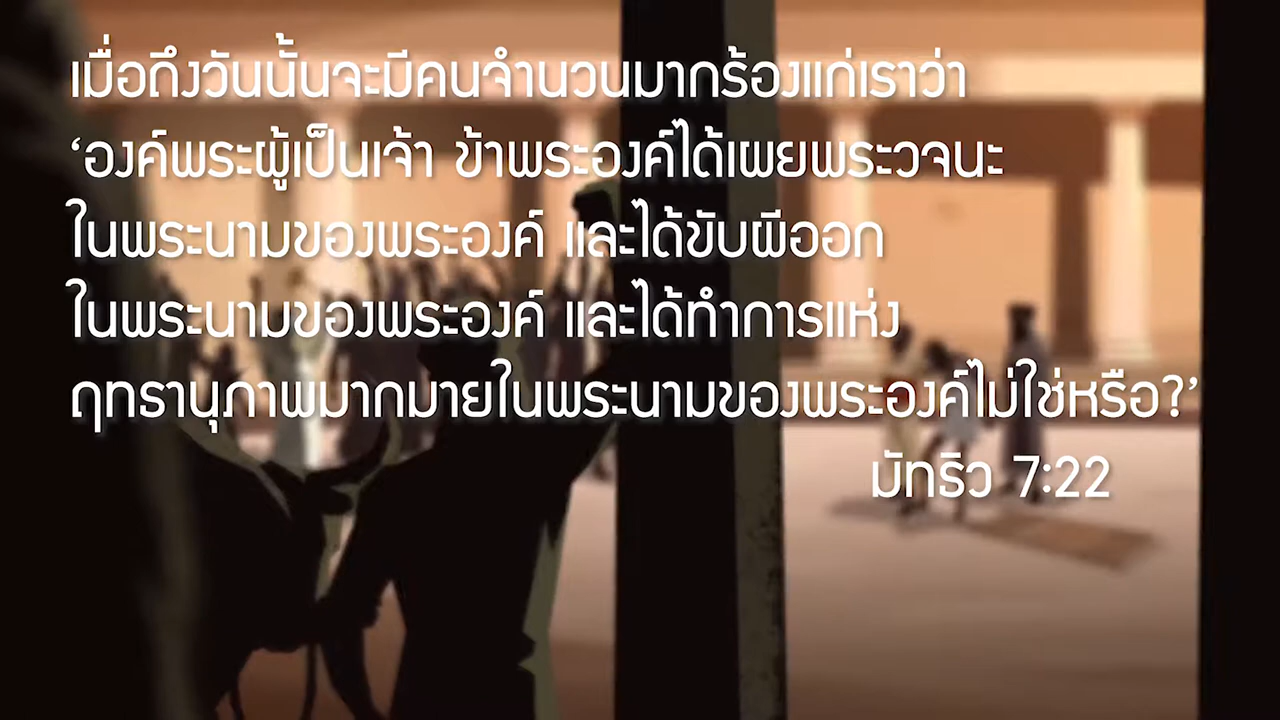 เมื่อถึงวันนั้นจะมีคนจำนวนมากร้องแก่เราว่า
‘องค์พระผู้เป็นเจ้า ข้าพระองค์ได้เผยพระวจนะ
ในพระนามของพระองค์ และได้ขับผีออก
ในพระนามของพระองค์ และได้ทำการแห่ง
ฤทธานุภาพมากมายในพระนามของพระองค์ไม่ใช่หรือ?’
มัทธิว 7:22